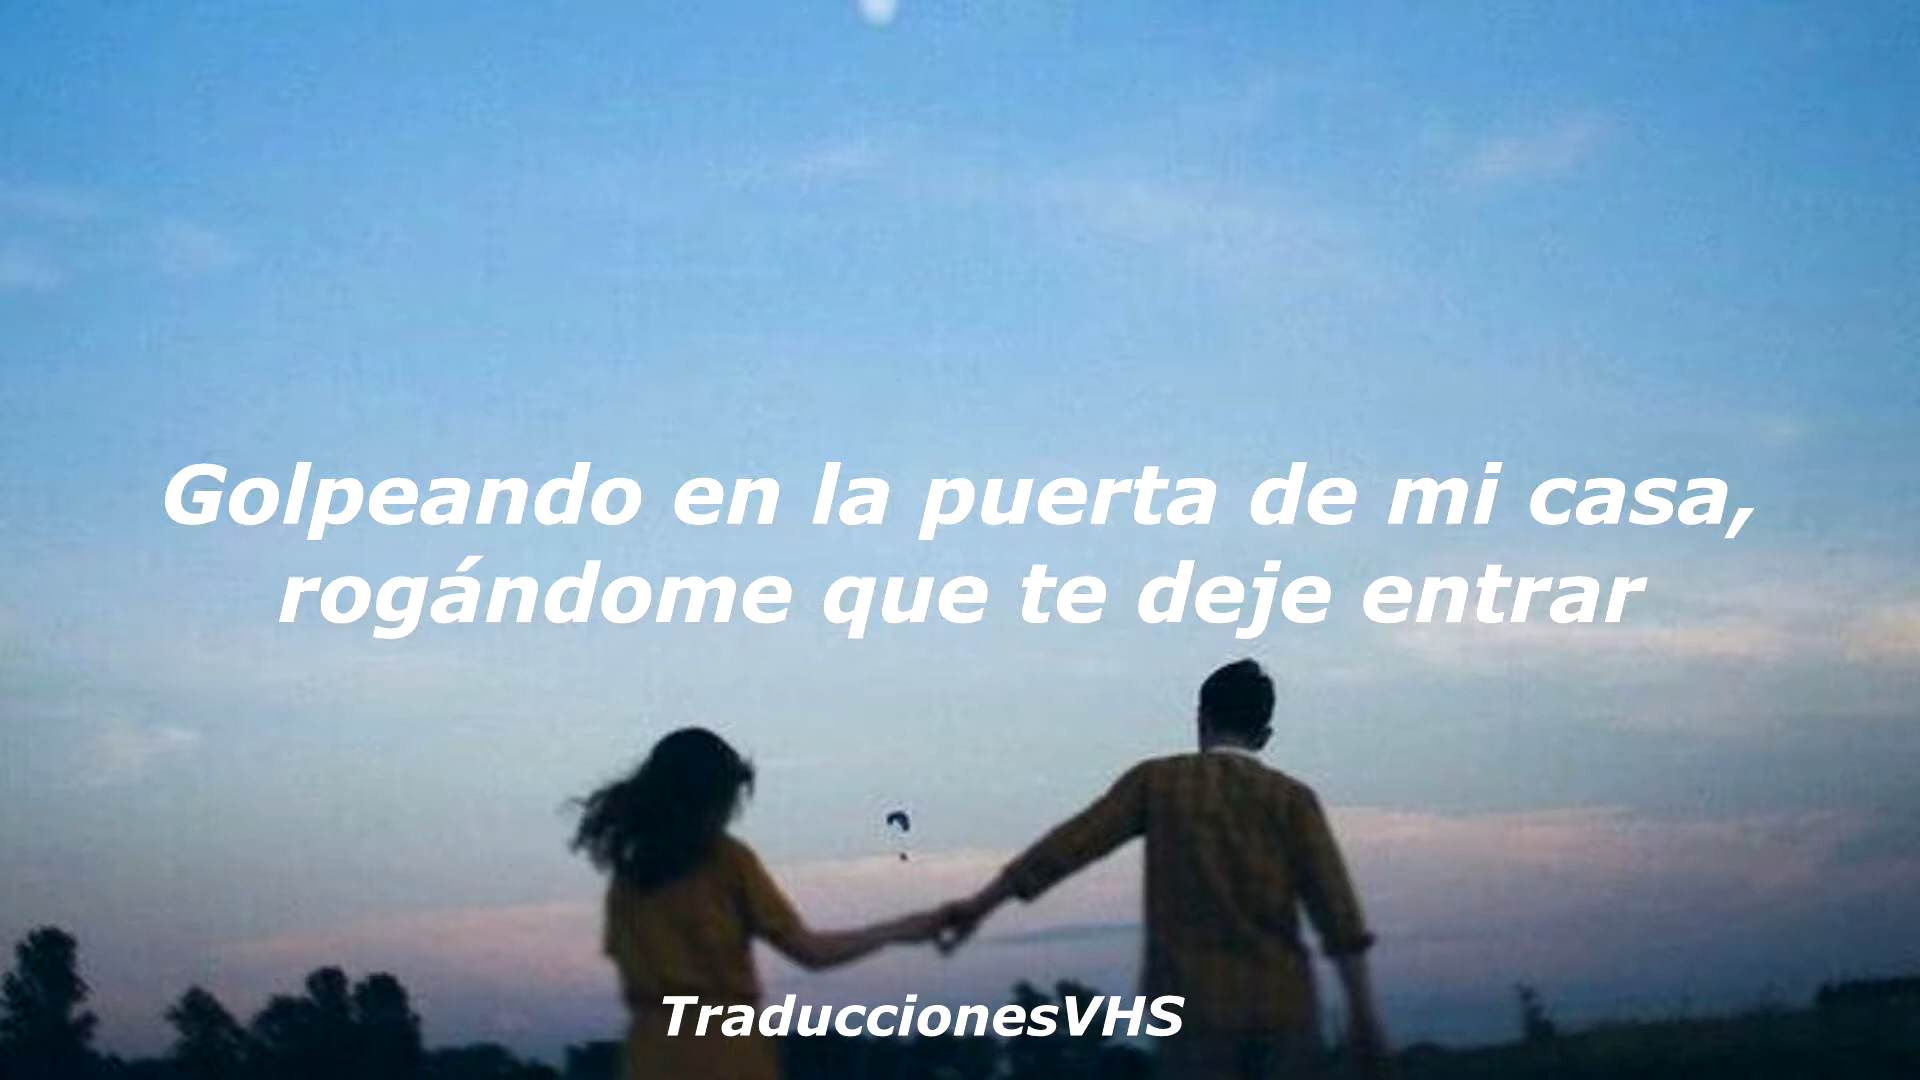 Golpeando en la puerta de mi casa,
rogándome que te deje entrar
TraduccionesVHS